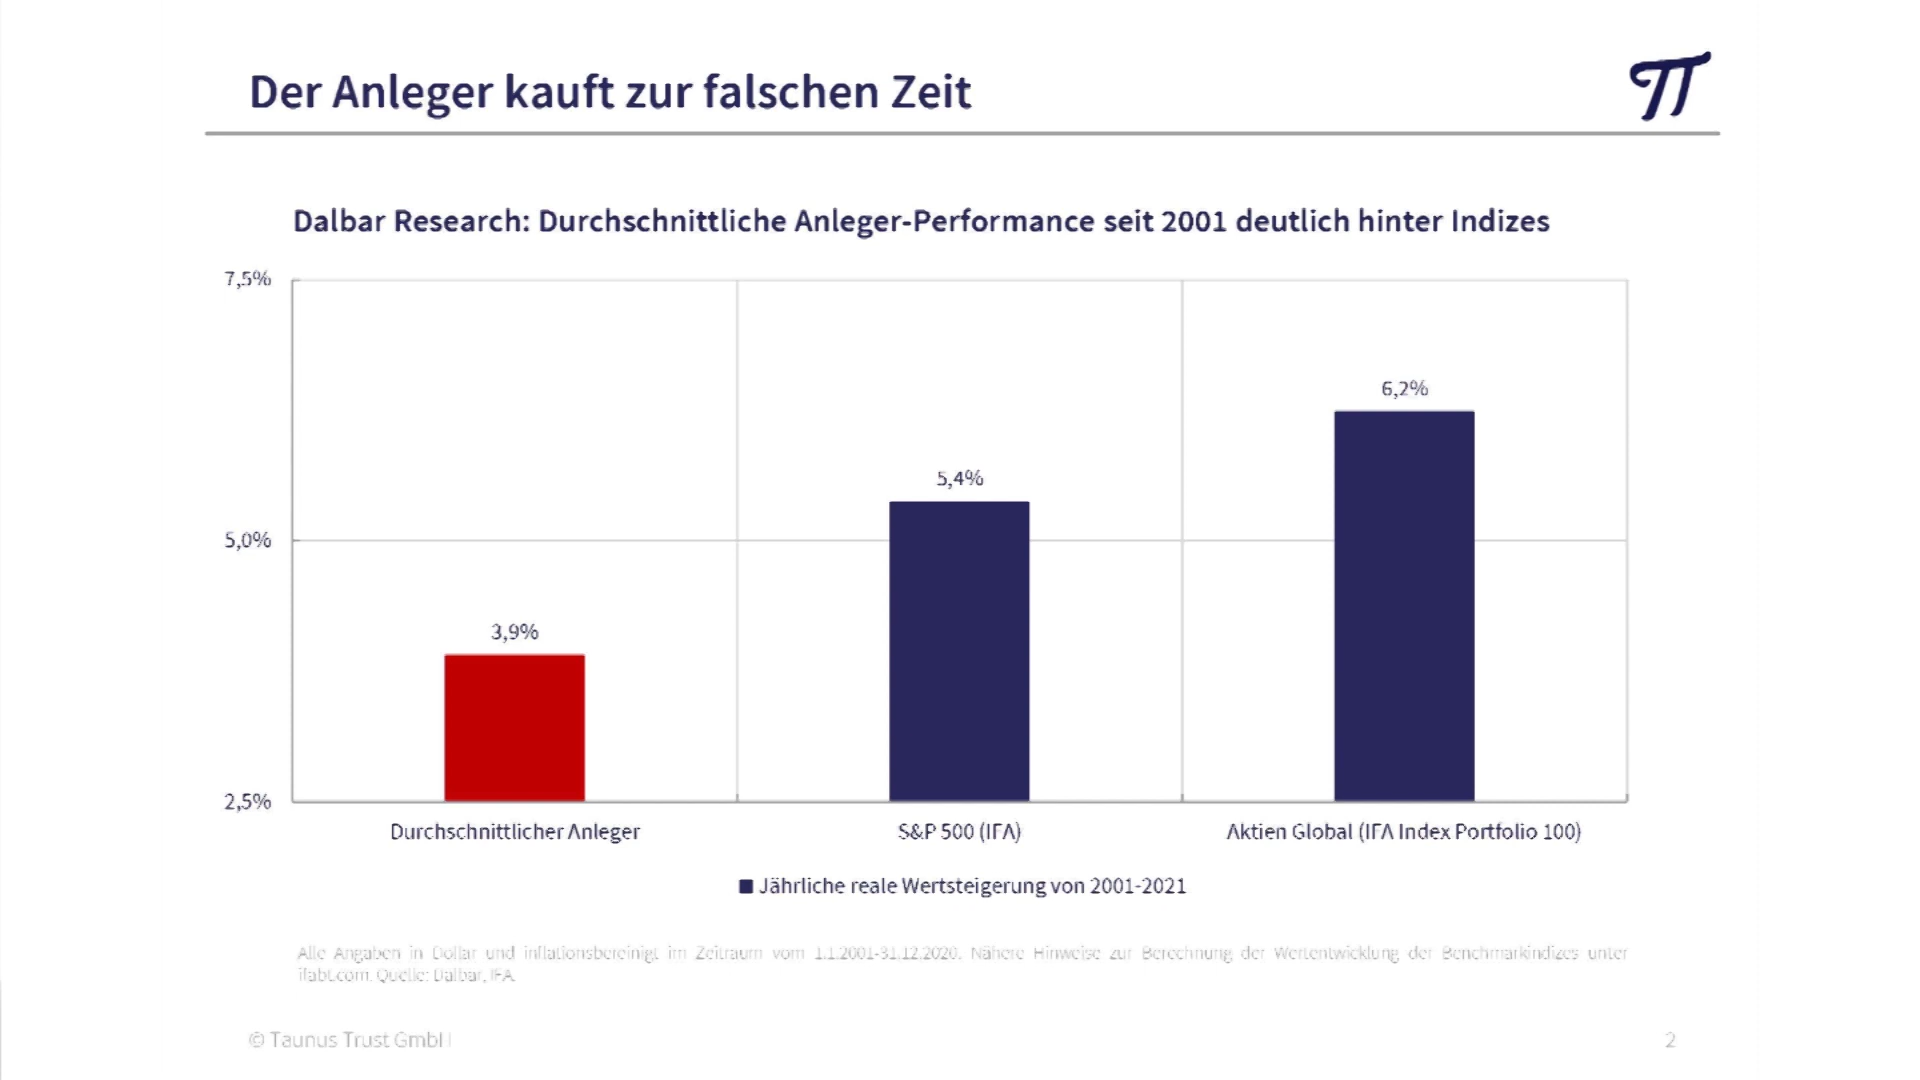 Der Anleger kauft zur falschen Zeit
Dalbar Research: Durchschnittliche Anleger-Performance seit 2001 deutlich hinter Indizes
7,5%
5,0%
2,5%
3,9%
5,4%
6,2%
Durchschnittlicher Anleger
S&P 500 (IFA)
Aktien Global (IFA Index Portfolio 100)
Jährliche reale Wertsteigerung von 2001-2021
Alle Angaben in Dollar und inflationsbereinigt im Zeitraum vom 1.1.2001-31.12.2020. Nähere Hinweise zur Berechnung der Wertentwicklung der Benchmarkindizes unter
ifabt.com. Quelle: Dalbar, IFA.
© Taunus Trust GmbH
2